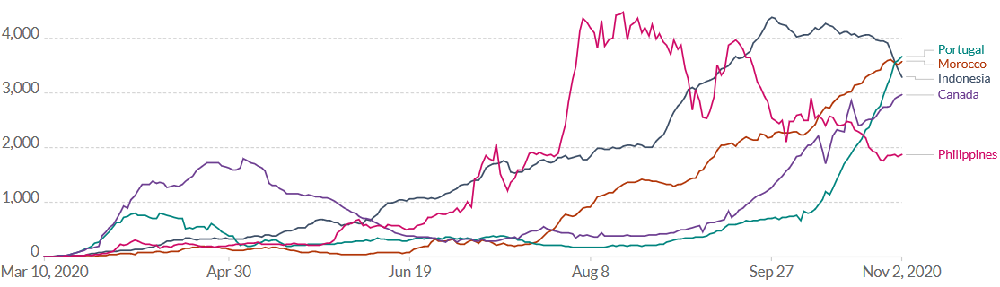 4,000
3,000
2,000
1,000
0
Mar 10, 2020 Apr 30 Jun 19 Aug 8 Sep 27 Nov 2, 2020
Portugal
Morocco
Indonesia
Canada
Philippines